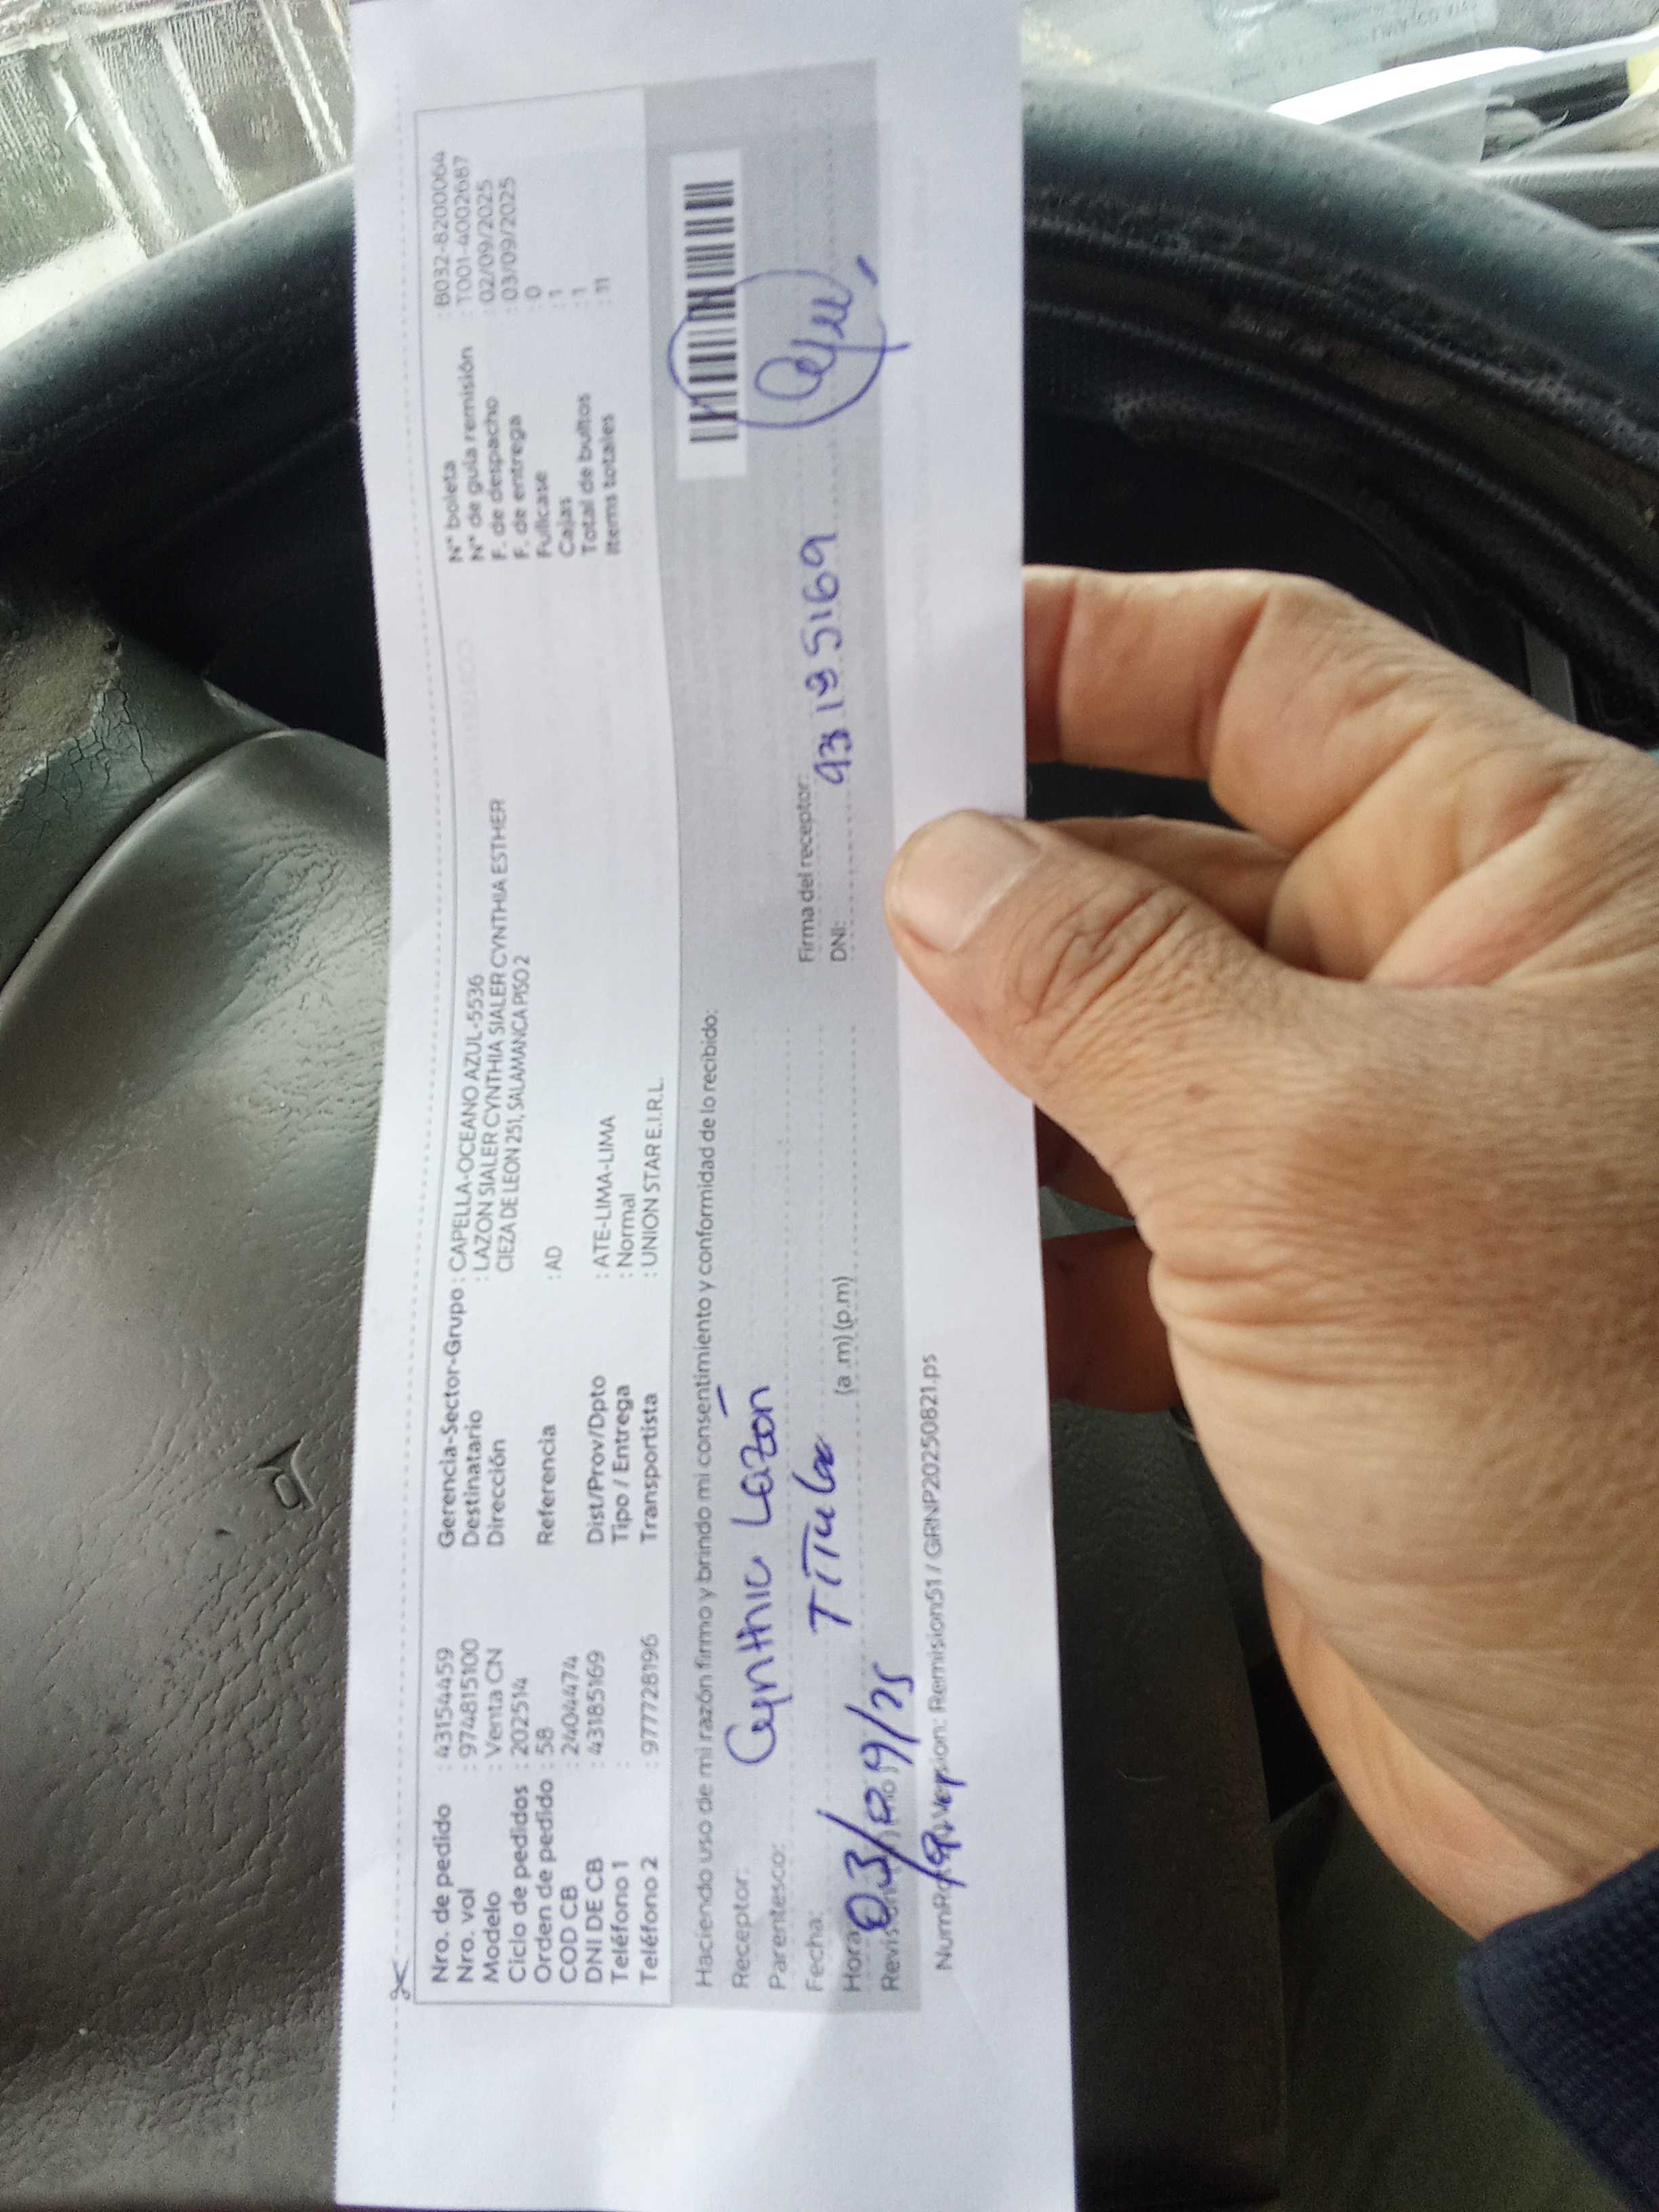 Nro. de pedido : 43154459
Nro. vol : 974815100
Modelo : Venta CN
Ciclo de pedidos : 202514
Orden de pedido : 58
COD CB : 2404474
DNI DE CB : 43185169
Teléfono 1 :
Teléfono 2 : 977728196
Gerencia-Sector-Grupo : CAPELLA-OCEANO AZUL-5536
Destinatario : LAZON SIALER CYNTHIA SIALER CYNTHIA ESTHER
Dirección CIEZA DE LEON 251, SALAMANCA PISO 2
Referencia : AD
Dist/Prov/Dpto : ATE-LIMA-LIMA
Tipo / Entrega : Normal
Transportista : UNION STAR E.I.R.L.
N° boleta : B032-8200064
N° de guía remisión : T001-4002687
F. de despacho : 02/09/2025
F. de entrega : 03/09/2025
Fullcase : 0
Cajas : 1
Total de bultos : 1
Items totales : 11
Haciendo uso de mi razón firmo y brindo mi consentimiento y conformidad de lo recibido:
Receptor: Cynthia Lazón
Parentesco: Titular
Fecha: 03/09/25
Hora (a .m) (p.m)
Firma del receptor:
DNI: 43185169
Version: Remision51 / GRNP20250821.ps